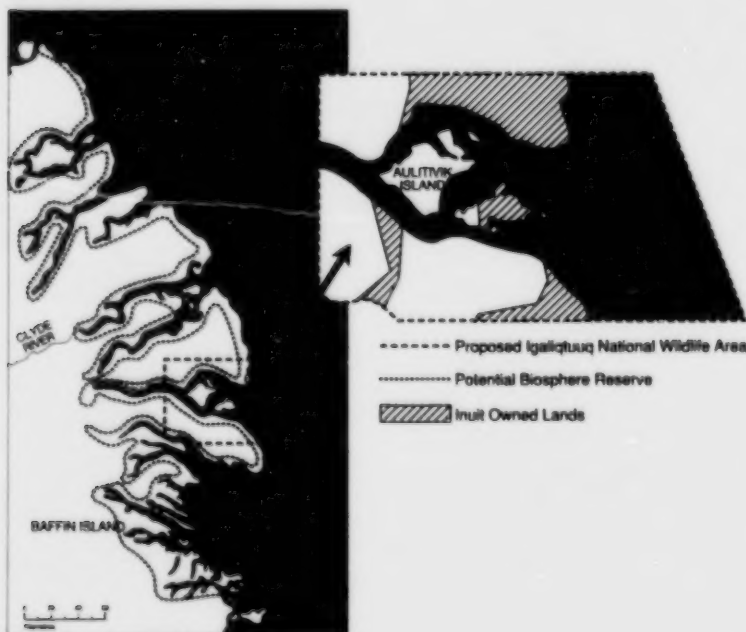 AULITIVIK
ISLAND
CLYDE
RIVER
Proposed Igaliqtuuq National Wildlife Area
Potential Biosphere Reserve
Inuit Owned Lands
BAFFIN ISLAND